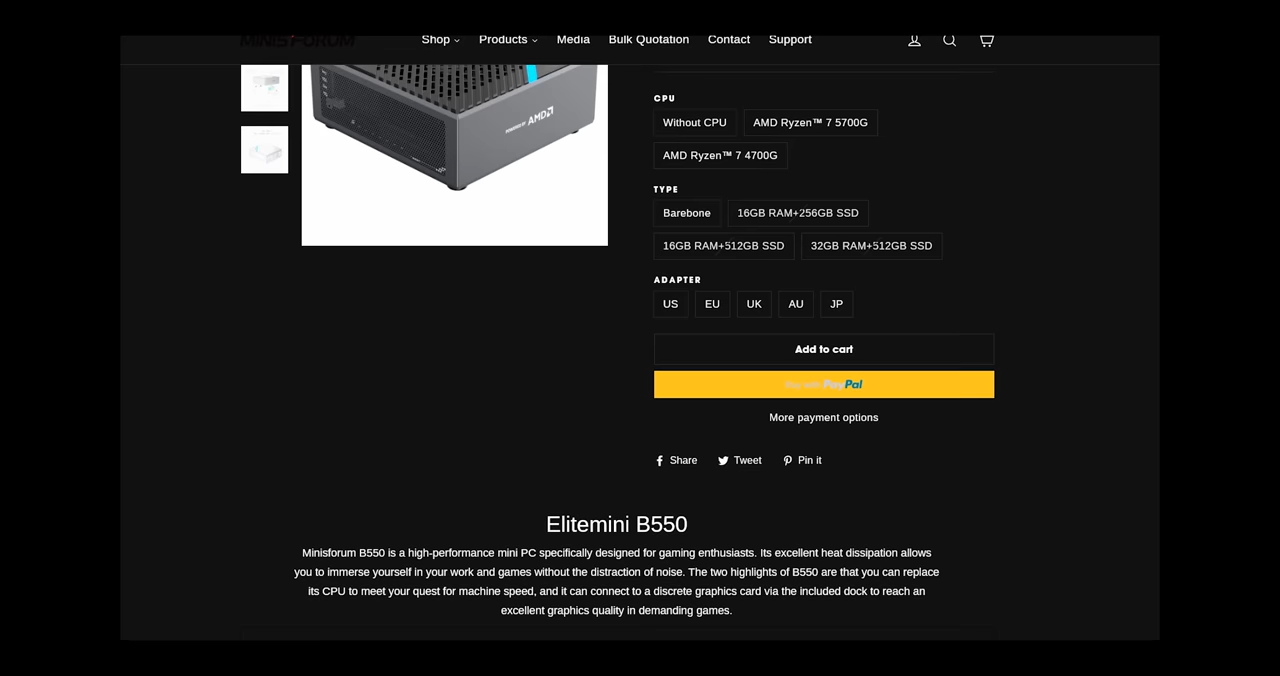 MINISFORUM
Shop Products Media Bulk Quotation Contact Support
POWERED BY AMD
CPU
Without CPU AMD Ryzen™ 7 5700G
AMD Ryzen™ 7 4700G
TYPE
Barebone 16GB RAM+256GB SSD
16GB RAM+512GB SSD 32GB RAM+512GB SSD
ADAPTER
US EU UK AU JP
Add to cart
Buy with PayPal
More payment options
Share Tweet Pin it
Elitemini B550
Minisforum B550 is a high-performance mini PC specifically designed for gaming enthusiasts. Its excellent heat dissipation allows
you to immerse yourself in your work and games without the distraction of noise. The two highlights of B550 are that you can replace
its CPU to meet your quest for machine speed, and it can connect to a discrete graphics card via the included dock to reach an
excellent graphics quality in demanding games.